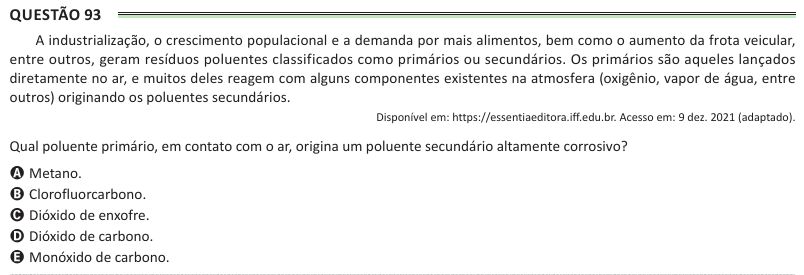 QUESTÃO 93
A industrialização, o crescimento populacional e a demanda por mais alimentos, bem como o aumento da frota veicular,
entre outros, geram resíduos poluentes classificados como primários ou secundários. Os primários são aqueles lançados
diretamente no ar, e muitos deles reagem com alguns componentes existentes na atmosfera (oxigênio, vapor de água, entre
outros) originando os poluentes secundários.
Disponível em: https://essentiaeditora.iff.edu.br. Acesso em: 9 dez. 2021 (adaptado).
Qual poluente primário, em contato com o ar, origina um poluente secundário altamente corrosivo?
A Metano.
B Clorofluorcarbono.
C Dióxido de enxofre.
D Dióxido de carbono.
E Monóxido de carbono.